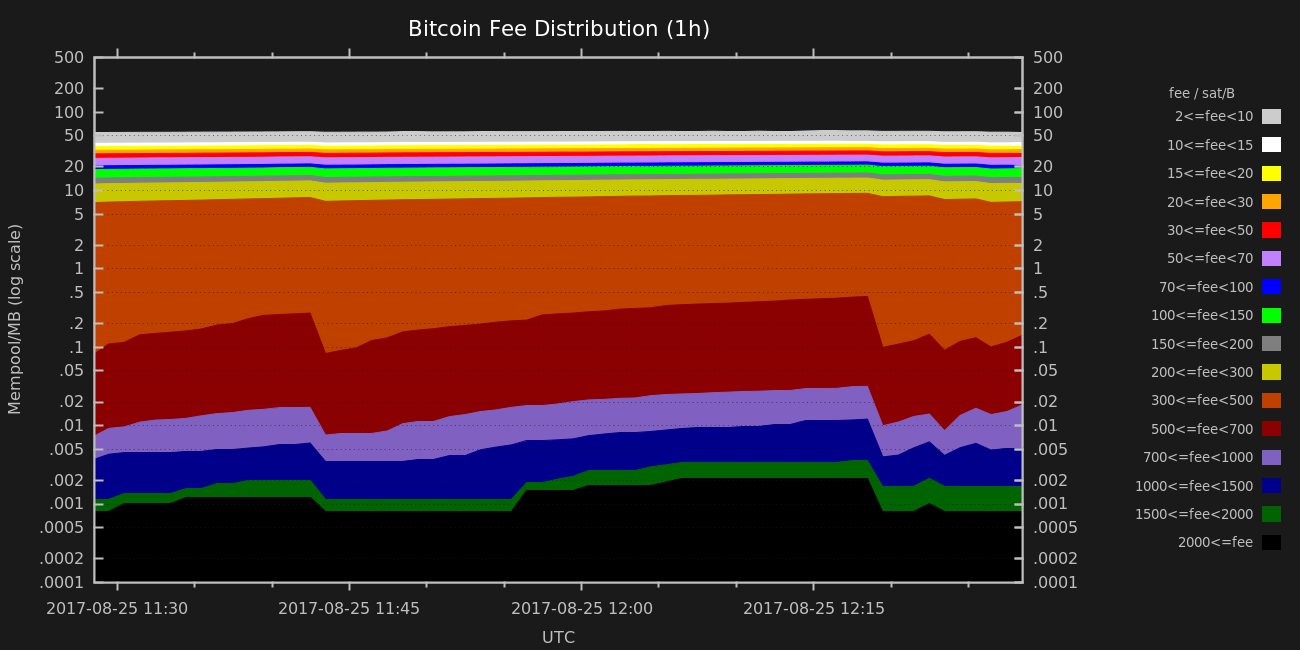 Bitcoin Fee Distribution (1h)
500
200
100
50
20
10
5
2
1
.5
.2
.1
.05
.02
.01
.005
.002
.001
.0005
.0002
.0001
Mempool/MB (log scale)
500
200
100
50
20
10
5
2
1
.5
.2
.1
.05
.02
.01
.005
.002
.001
.0005
.0002
.0001
2017-08-25 11:30 2017-08-25 11:45 2017-08-25 12:00 2017-08-25 12:15
UTC
fee / sat/B
2<=fee<10
10<=fee<15
15<=fee<20
20<=fee<30
30<=fee<50
50<=fee<70
70<=fee<100
100<=fee<150
150<=fee<200
200<=fee<300
300<=fee<500
500<=fee<700
700<=fee<1000
1000<=fee<1500
1500<=fee<2000
2000<=fee